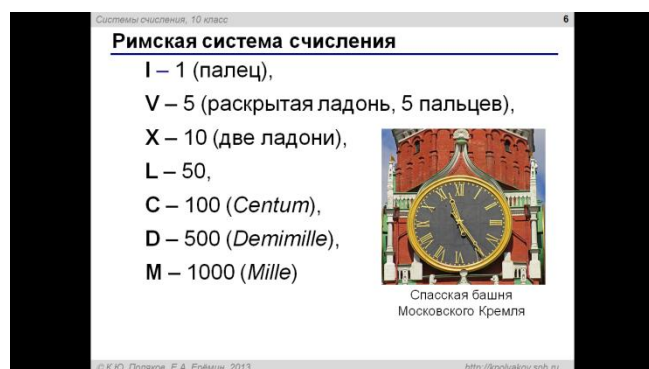 Системы счисления, 10 класс
6
Римская система счисления
I – 1 (палец),
V – 5 (раскрытая ладонь, 5 пальцев),
X – 10 (две ладони),
L – 50,
C – 100 (Centum),
D – 500 (Demimille),
M – 1000 (Mille)
Спасская башня
Московского Кремля
© К.Ю. Поляков, Е.А. Ерёмин, 2013
http://kpolyakov.spb.ru